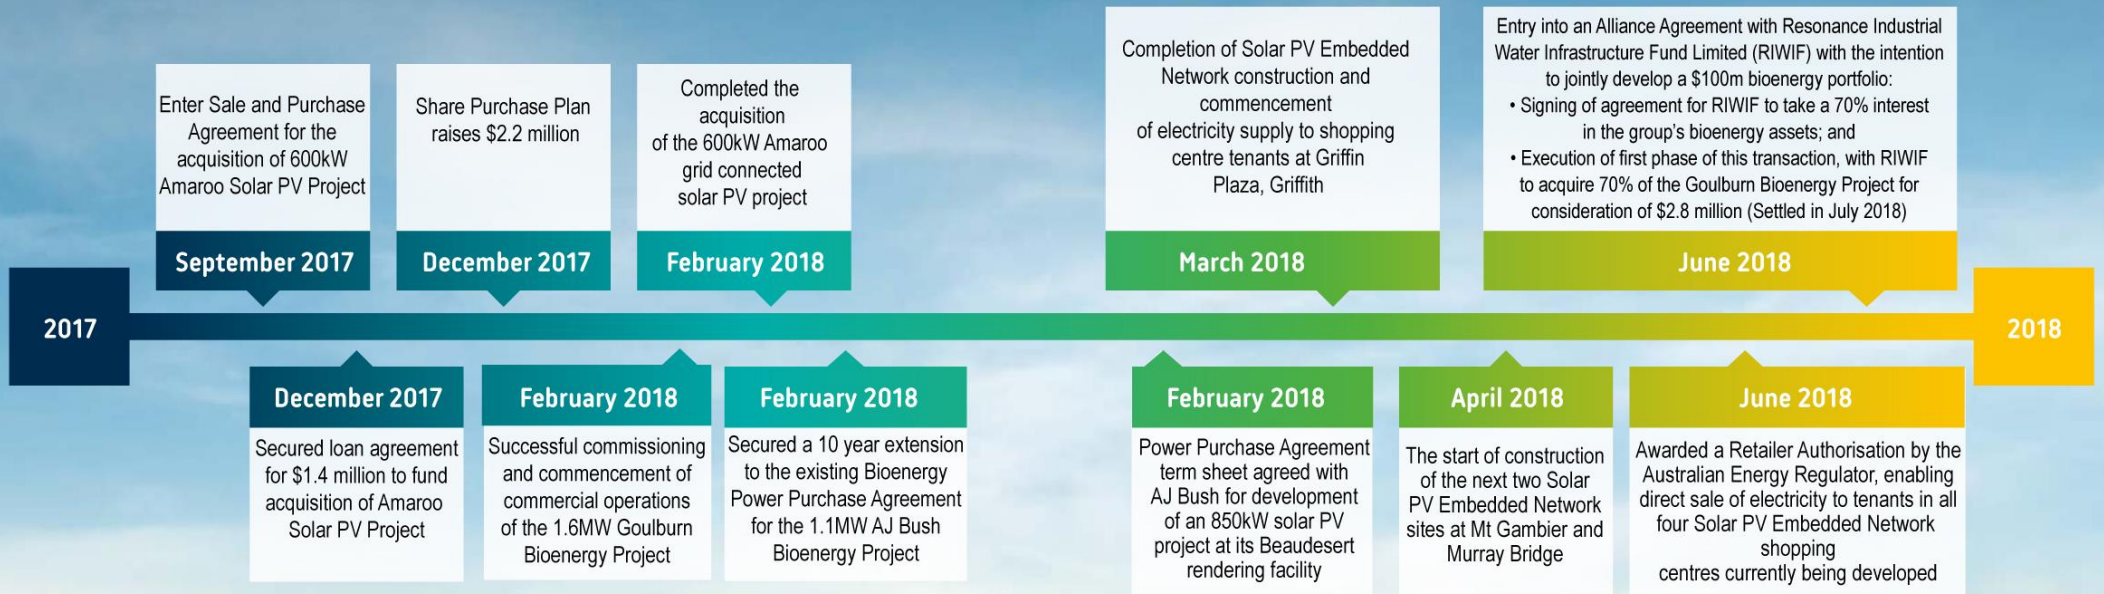 Enter Sale and Purchase
Agreement for the
acquisition of 600kW
Amaroo Solar PV Project
September 2017
Share Purchase Plan
raises $2.2 million
December 2017
Completed the
acquisition
of the 600kW Amaroo
grid connected
solar PV project
February 2018
Completion of Solar PV Embedded
Network construction and
commencement
of electricity supply to shopping
centre tenants at Griffin
Plaza, Griffith
March 2018
Entry into an Alliance Agreement with Resonance Industrial
Water Infrastructure Fund Limited (RIWIF) with the intention
to jointly develop a $100m bioenergy portfolio:
• Signing of agreement for RIWIF to take a 70% interest
in the group's bioenergy assets; and
• Execution of first phase of this transaction, with RIWIF
to acquire 70% of the Goulburn Bioenergy Project for
consideration of $2.8 million (Settled in July 2018)
June 2018
2017
2018
December 2017
Secured loan agreement
for $1.4 million to fund
acquisition of Amaroo
Solar PV Project
February 2018
Successful commissioning
and commencement of
commercial operations
of the 1.6MW Goulburn
Bioenergy Project
February 2018
Secured a 10 year extension
to the existing Bioenergy
Power Purchase Agreement
for the 1.1MW AJ Bush
Bioenergy Project
February 2018
Power Purchase Agreement
term sheet agreed with
AJ Bush for development
of an 850kW solar PV
project at its Beaudesert
rendering facility
April 2018
The start of construction
of the next two Solar
PV Embedded Network
sites at Mt Gambier and
Murray Bridge
June 2018
Awarded a Retailer Authorisation by the
Australian Energy Regulator, enabling
direct sale of electricity to tenants in all
four Solar PV Embedded Network
shopping
centres currently being developed